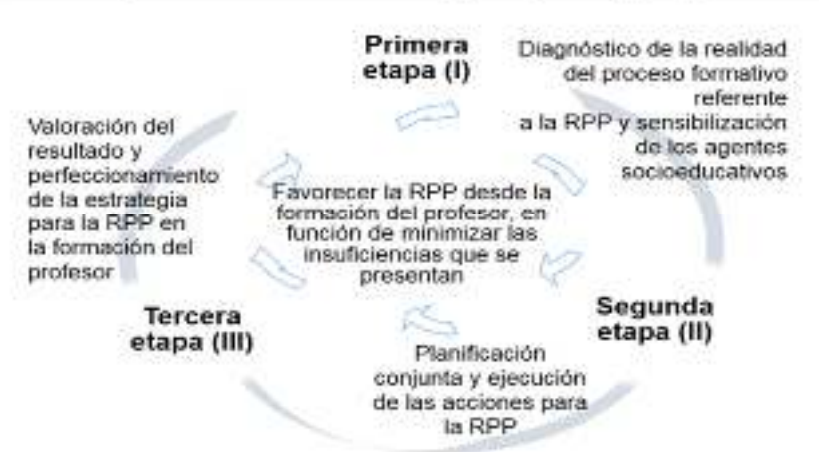 Primera
etapa (I)
Diagnóstico de la realidad
del proceso formativo
referente
a la RPP y sensibilización
de los agentes
socioeducativos
Valoración del
resultado y
perfeccionamiento
de la estrategia
para la RPP en
la formación del
profesor
Favorecer la RPP desde la
formación del profesor, en
función de minimizar las
insuficiencias que se
presentan
Segunda
etapa (II)
Tercera
etapa (III)
Planificación
conjunta y ejecución
de las acciones para
la RPP